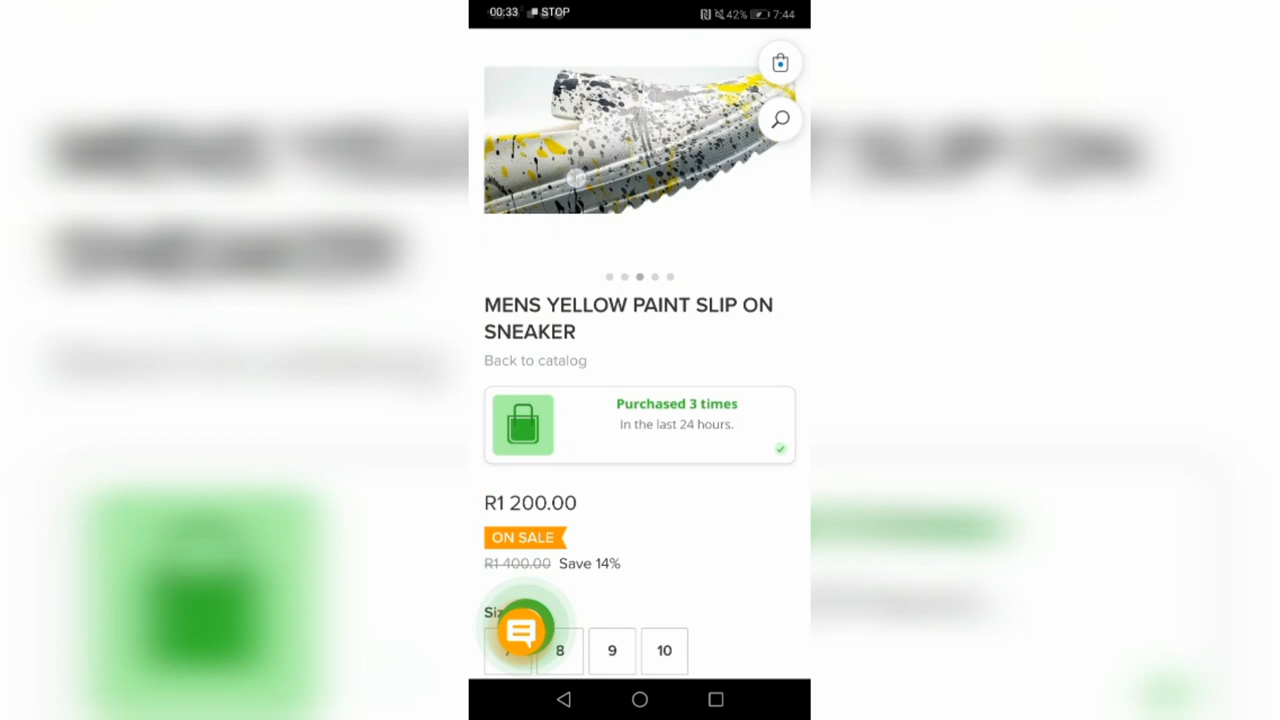 00:33 STOP 42% 7:44
MENS YELLOW PAINT SLIP ON
SNEAKER
Back to catalog
Purchased 3 times
In the last 24 hours.
R1 200.00
ON SALE
R1 400.00 Save 14%
8 9 10